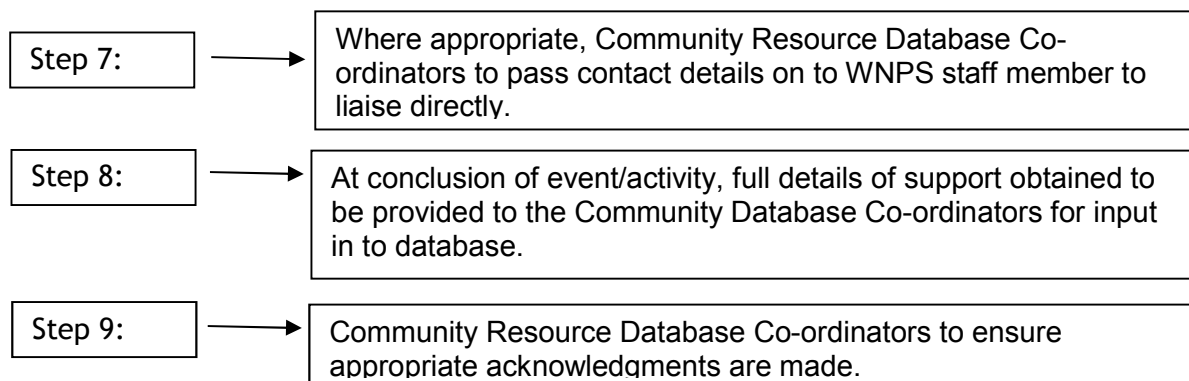 Step 7:
Where appropriate, Community Resource Database Co-
ordinators to pass contact details on to WNPS staff member to
liaise directly.
Step 8:
At conclusion of event/activity, full details of support obtained to
be provided to the Community Database Co-ordinators for input
in to database.
Step 9:
Community Resource Database Co-ordinators to ensure
appropriate acknowledgments are made.